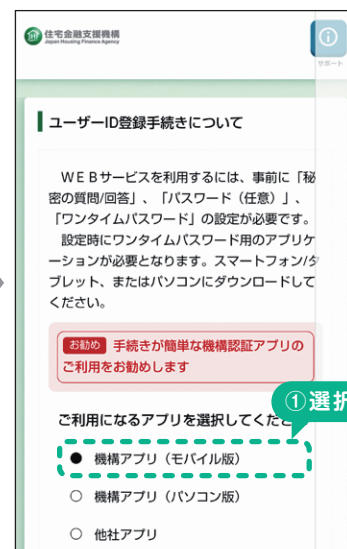 住宅金融支援機構
Japan Housing Finance Agency
サポート
ユーザーID登録手続きについて
WEBサービスを利用するには、事前に「秘
密の質問/回答」、「パスワード（任意）」、
「ワンタイムパスワード」の設定が必要です。
設定時にワンタイムパスワード用のアプリケ
ーションが必要となります。スマートフォン/タ
ブレット、またはパソコンにダウンロードして
ください。
お勧め 手続きが簡単な機構認証アプリの
ご利用をお勧めします
ご利用になるアプリを選択してくださ
①選択
機構アプリ（モバイル版）
機構アプリ（パソコン版）
他社アプリ